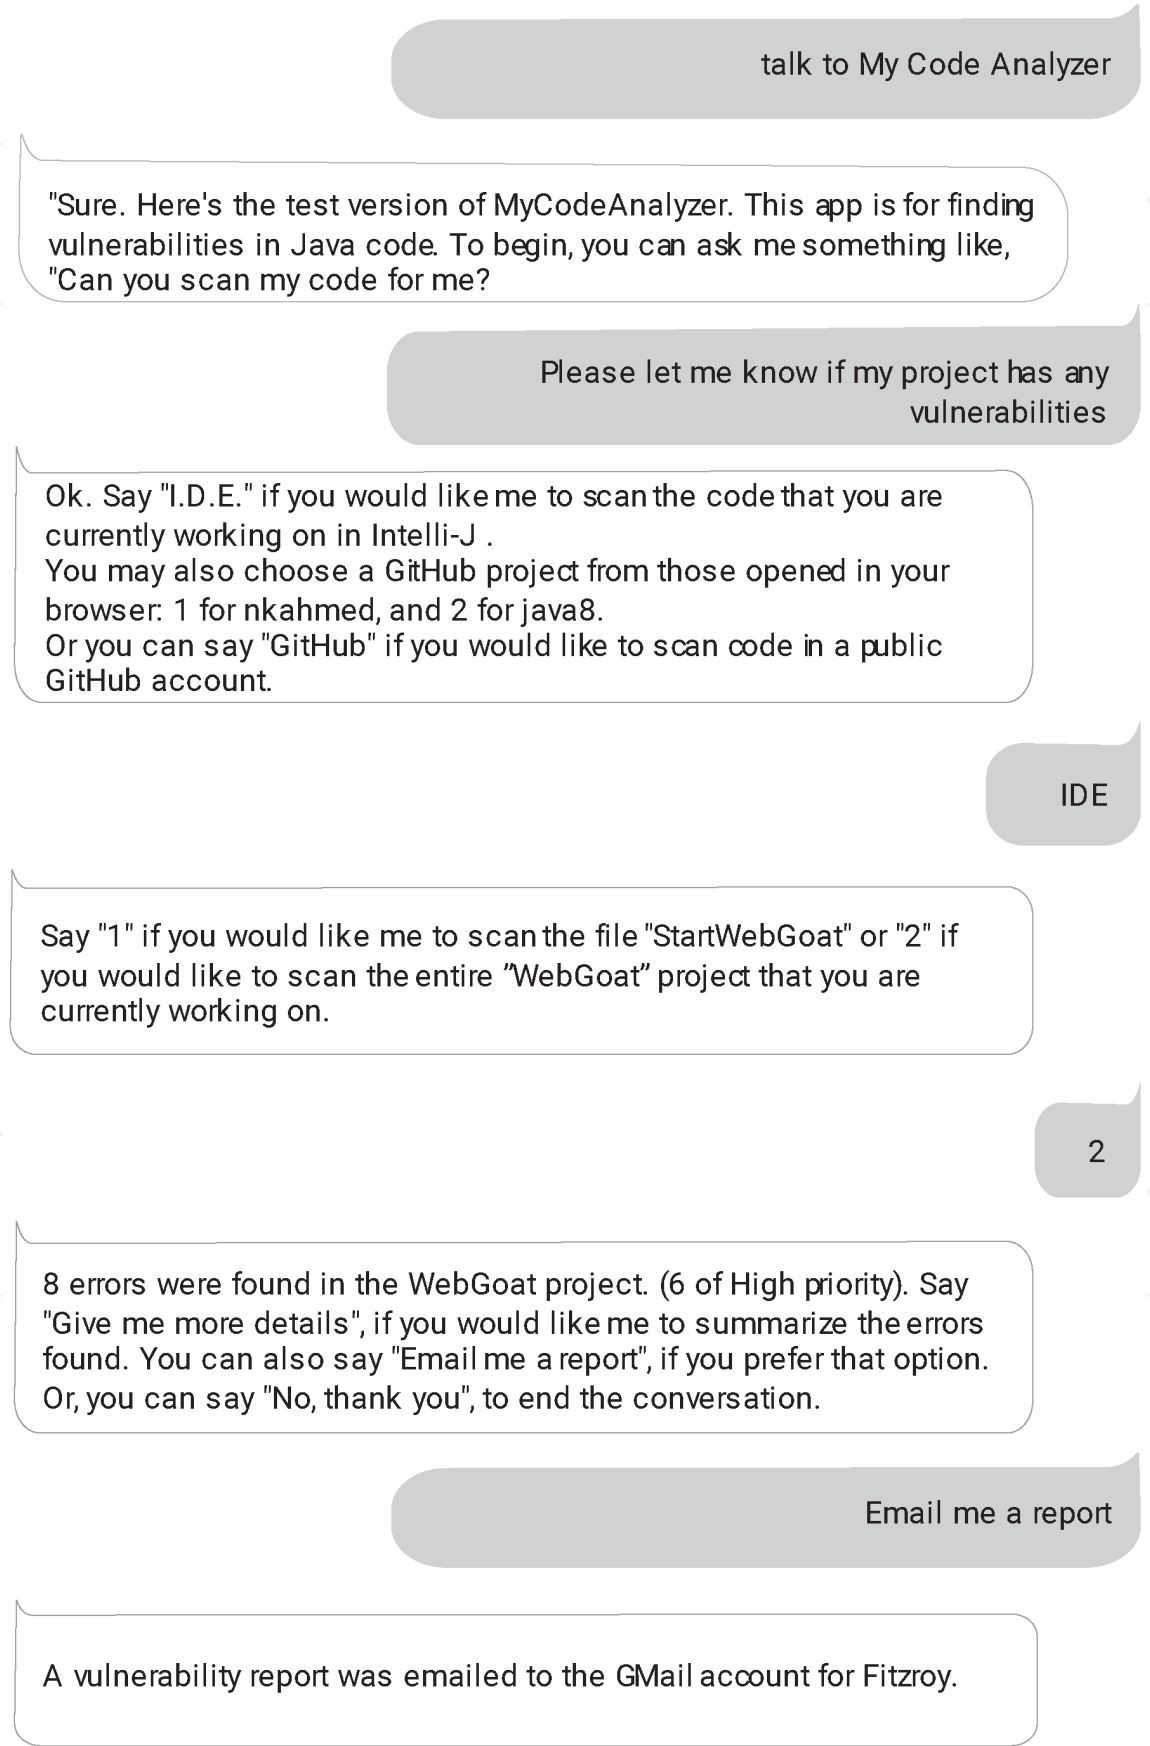 talk to My Code Analyzer
"Sure. Here's the test version of MyCodeAnalyzer. This app is for finding
vulnerabilities in Java code. To begin, you can ask me something like,
"Can you scan my code for me?
Please let me know if my project has any
vulnerabilities
Ok. Say "I.D.E." if you would like me to scan the code that you are
currently working on in Intelli-J .
You may also choose a GitHub project from those opened in your
browser: 1 for nkahmed, and 2 for java8.
Or you can say "GitHub" if you would like to scan code in a public
GitHub account.
IDE
Say "1" if you would like me to scan the file "StartWebGoat" or "2" if
you would like to scan the entire ”WebGoat” project that you are
currently working on.
2
8 errors were found in the WebGoat project. (6 of High priority). Say
"Give me more details", if you would like me to summarize the errors
found. You can also say "Email me a report", if you prefer that option.
Or, you can say "No, thank you", to end the conversation.
Email me a report
A vulnerability report was emailed to the GMail account for Fitzroy.